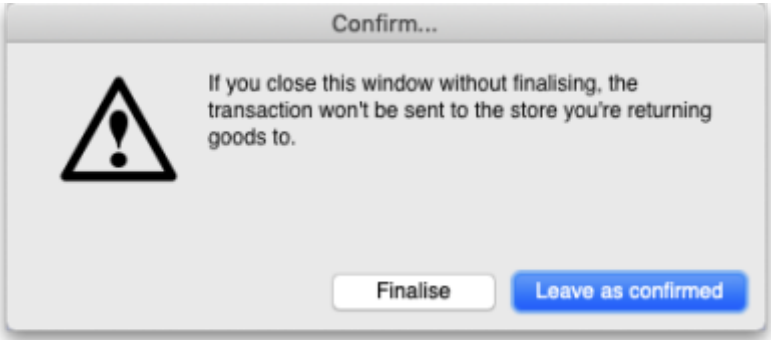 Confirm...
If you close this window without finalising, the
transaction won't be sent to the store you're returning
goods to.
Finalise
Leave as confirmed